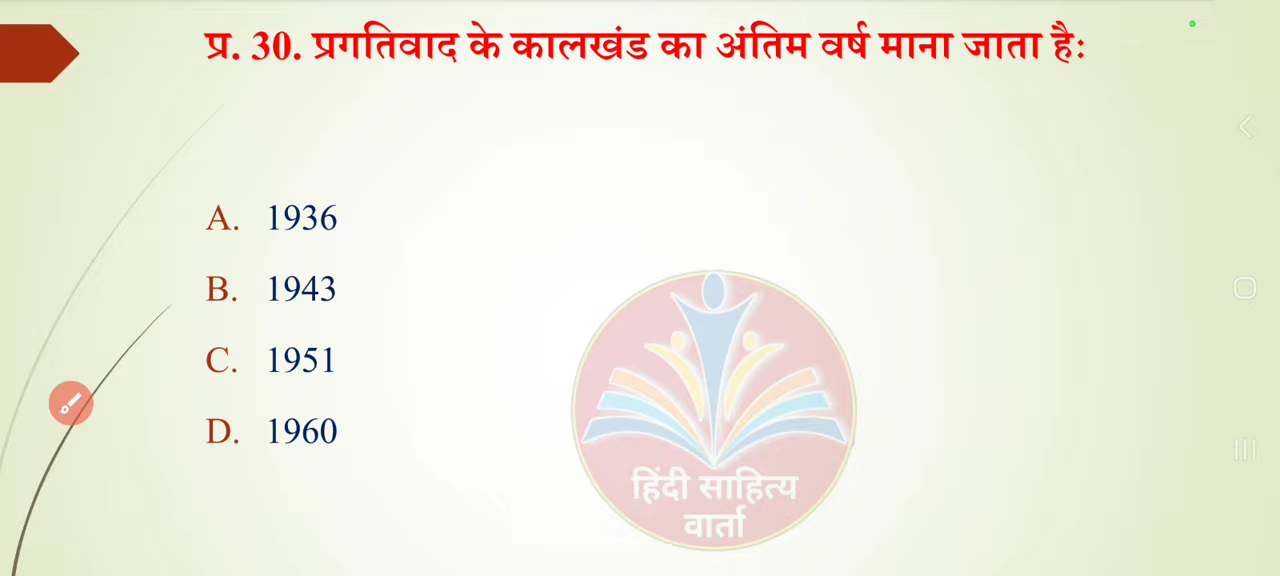 प्र. 30. प्रगतिवाद के कालखंड का अंतिम वर्ष माना जाता है:
A. 1936
B. 1943
C. 1951
D. 1960
हिंदी साहित्य
वार्ता